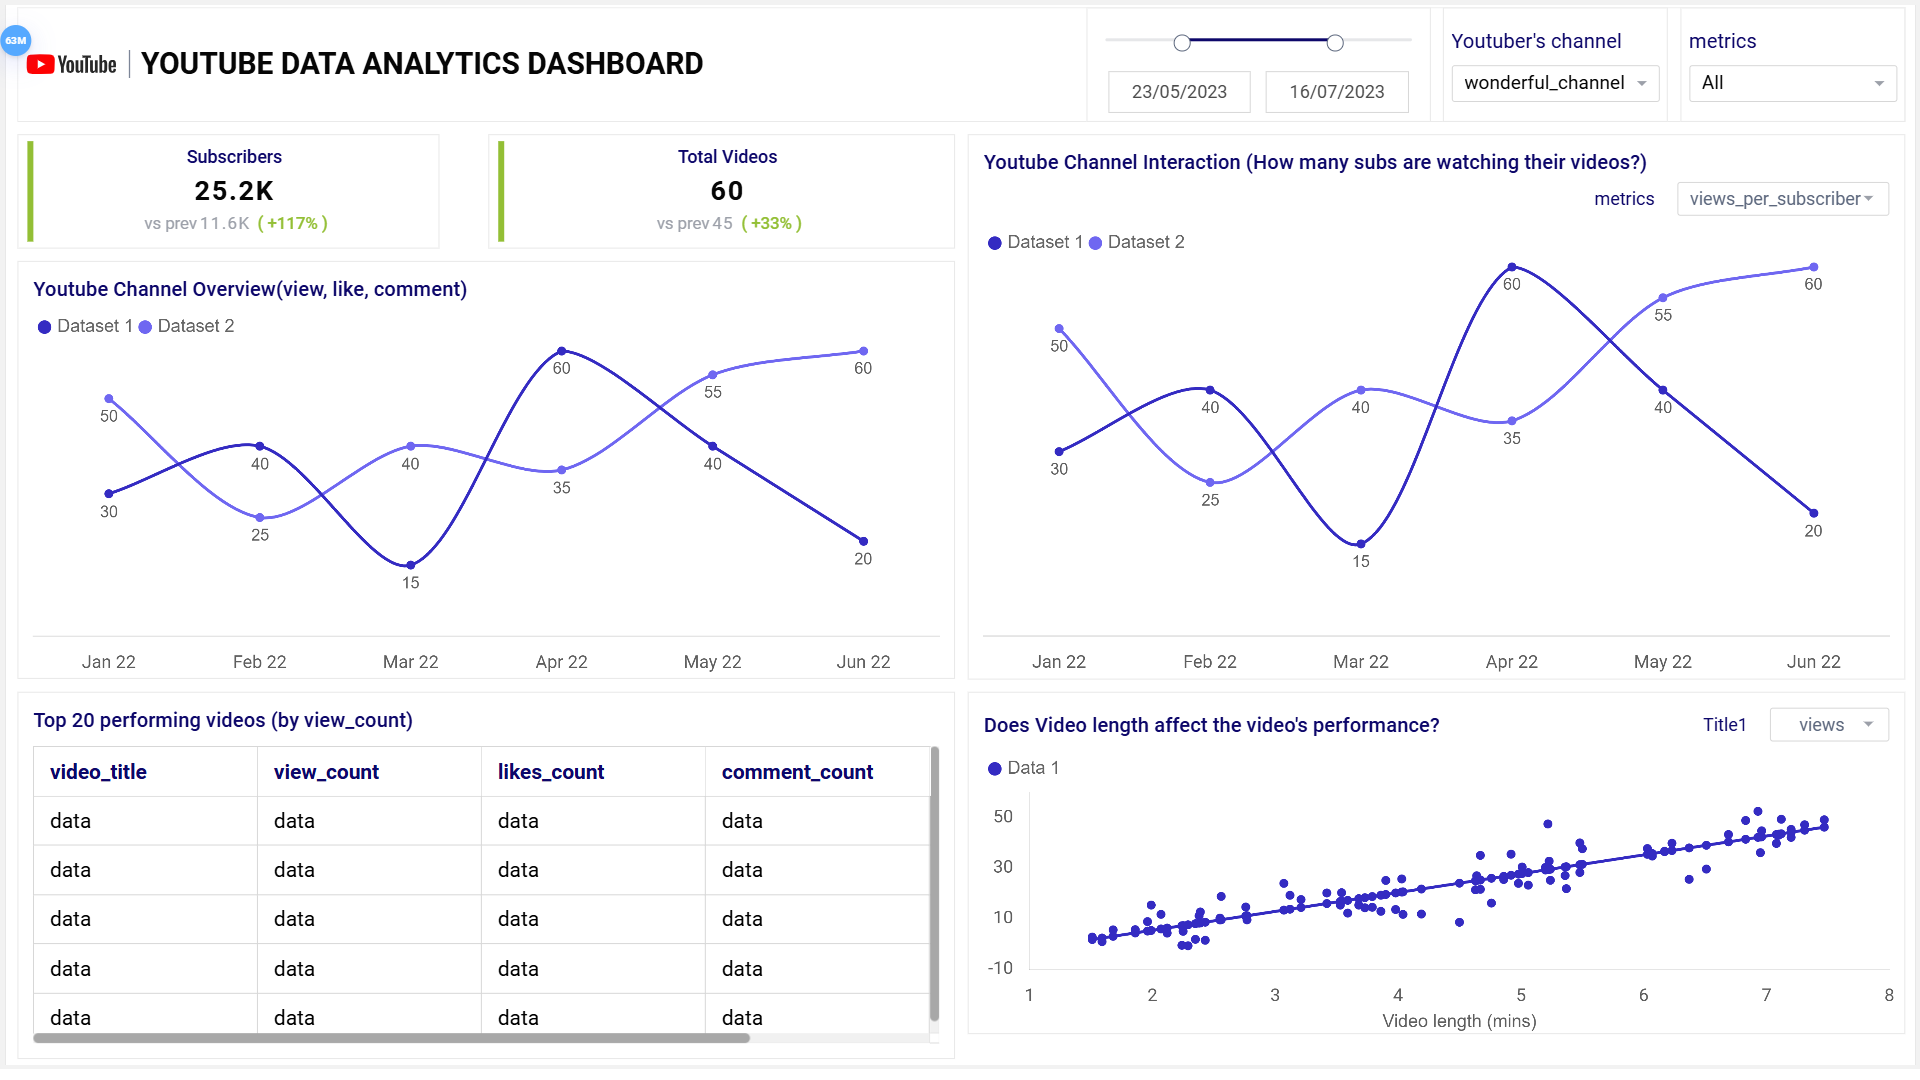 63M
YouTube
YOUTUBE DATA ANALYTICS DASHBOARD
23/05/2023
16/07/2023
Youtuber's channel
wonderful_channel
metrics
All
Subscribers
25.2K
vs prev 11.6K ( +117% )
Total Videos
60
vs prev 45 ( +33% )
Youtube Channel Overview(view, like, comment)
Dataset 1 Dataset 2
50
30
40
25
40
15
60
35
55
40
60
20
Jan 22 Feb 22 Mar 22 Apr 22 May 22 Jun 22
Youtube Channel Interaction (How many subs are watching their videos?)
metrics views_per_subscriber
Dataset 1 Dataset 2
50
30
40
25
40
15
60
35
55
40
60
20
Jan 22 Feb 22 Mar 22 Apr 22 May 22 Jun 22
Top 20 performing videos (by view_count)
video_title view_count likes_count comment_count
data data data data
data data data data
data data data data
data data data data
data data data data
Does Video length affect the video's performance?
Title1 views
Data 1
50
30
10
-10
1 2 3 4 5 6 7 8
Video length (mins)